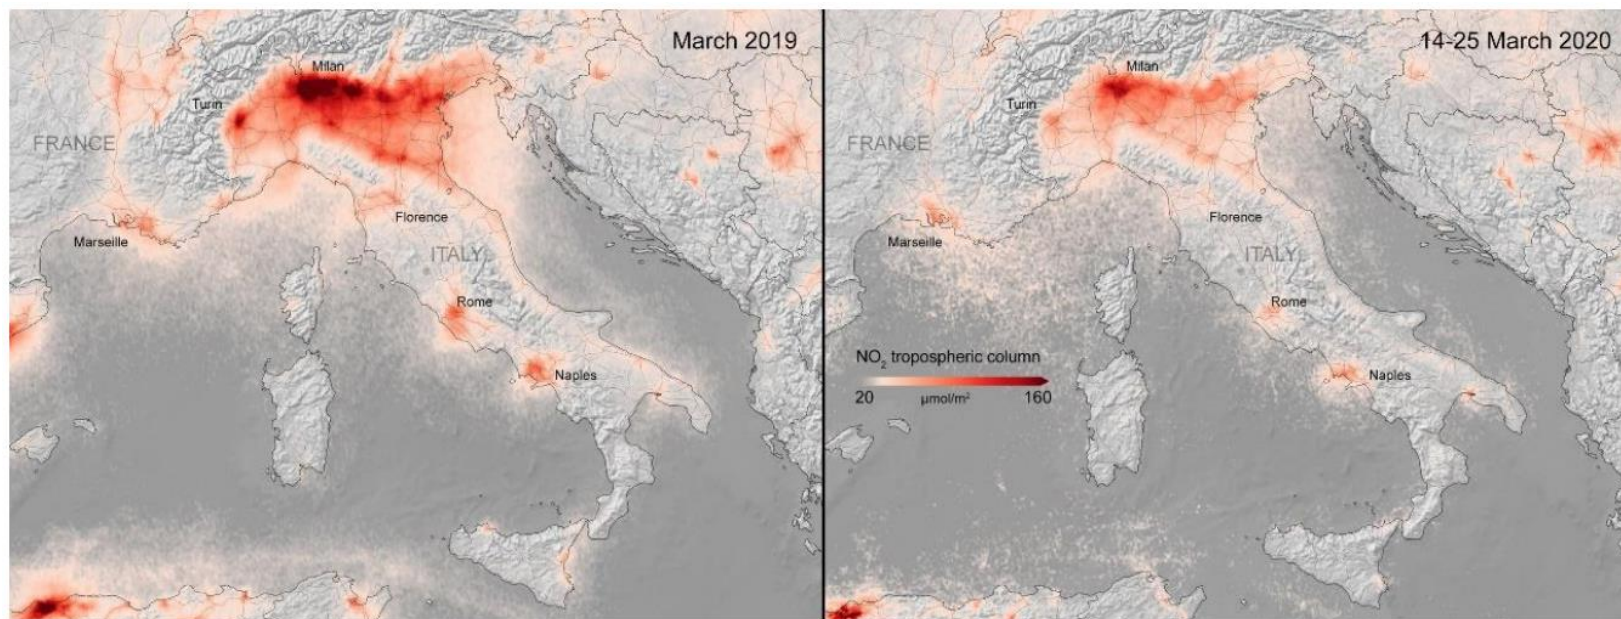 March 2019
Milan
Turin
FRANCE
Marseille
Florence
ITALY
Rome
Naples
14-25 March 2020
Milan
Turin
FRANCE
Marseille
Florence
ITALY
Rome
NO₂ tropospheric column
20 µmol/m² 160
Naples